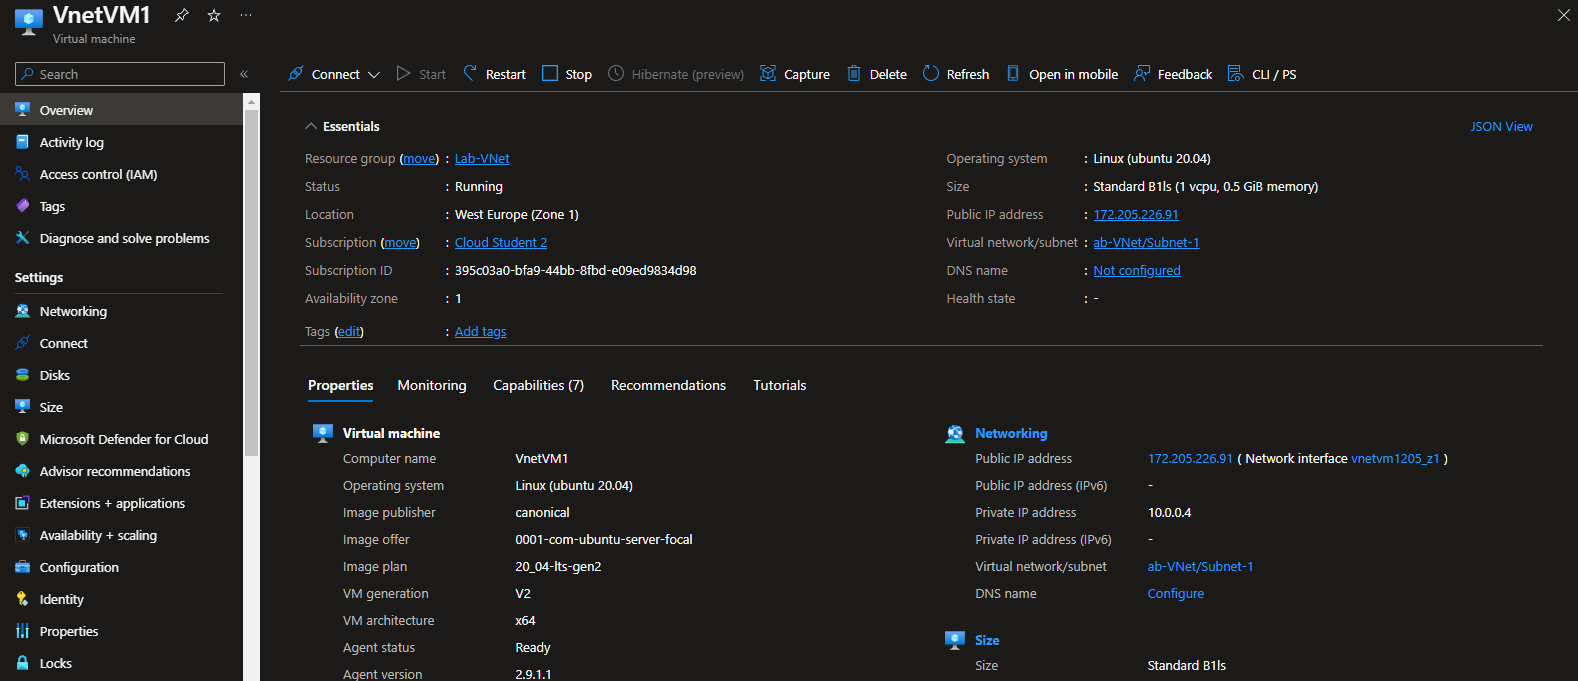 VnetVM1
Virtual machine
Search
Overview
Activity log
Access control (IAM)
Tags
Diagnose and solve problems
Settings
Networking
Connect
Disks
Size
Microsoft Defender for Cloud
Advisor recommendations
Extensions + applications
Availability + scaling
Configuration
Identity
Properties
Locks
Connect Start Restart Stop Hibernate (preview) Capture Delete Refresh Open in mobile Feedback CLI / PS
Essentials
JSON View
Resource group (move) : Lab-VNet
Status : Running
Location : West Europe (Zone 1)
Subscription (move) : Cloud Student 2
Subscription ID : 395c03a0-bfa9-44bb-8fbd-e09ed9834d98
Availability zone : 1
Tags (edit) : Add tags
Operating system : Linux (ubuntu 20.04)
Size : Standard B1ls (1 vcpu, 0.5 GiB memory)
Public IP address : 172.205.226.91
Virtual network/subnet : ab-VNet/Subnet-1
DNS name : Not configured
Health state : -
Properties Monitoring Capabilities (7) Recommendations Tutorials
Virtual machine
Computer name VnetVM1
Operating system Linux (ubuntu 20.04)
Image publisher canonical
Image offer 0001-com-ubuntu-server-focal
Image plan 20_04-lts-gen2
VM generation V2
VM architecture x64
Agent status Ready
Agent version 2.9.1.1
Networking
Public IP address 172.205.226.91 ( Network interface vnetvm1205_z1 )
Public IP address (IPv6) -
Private IP address 10.0.0.4
Private IP address (IPv6) -
Virtual network/subnet ab-VNet/Subnet-1
DNS name Configure
Size
Size Standard B1ls